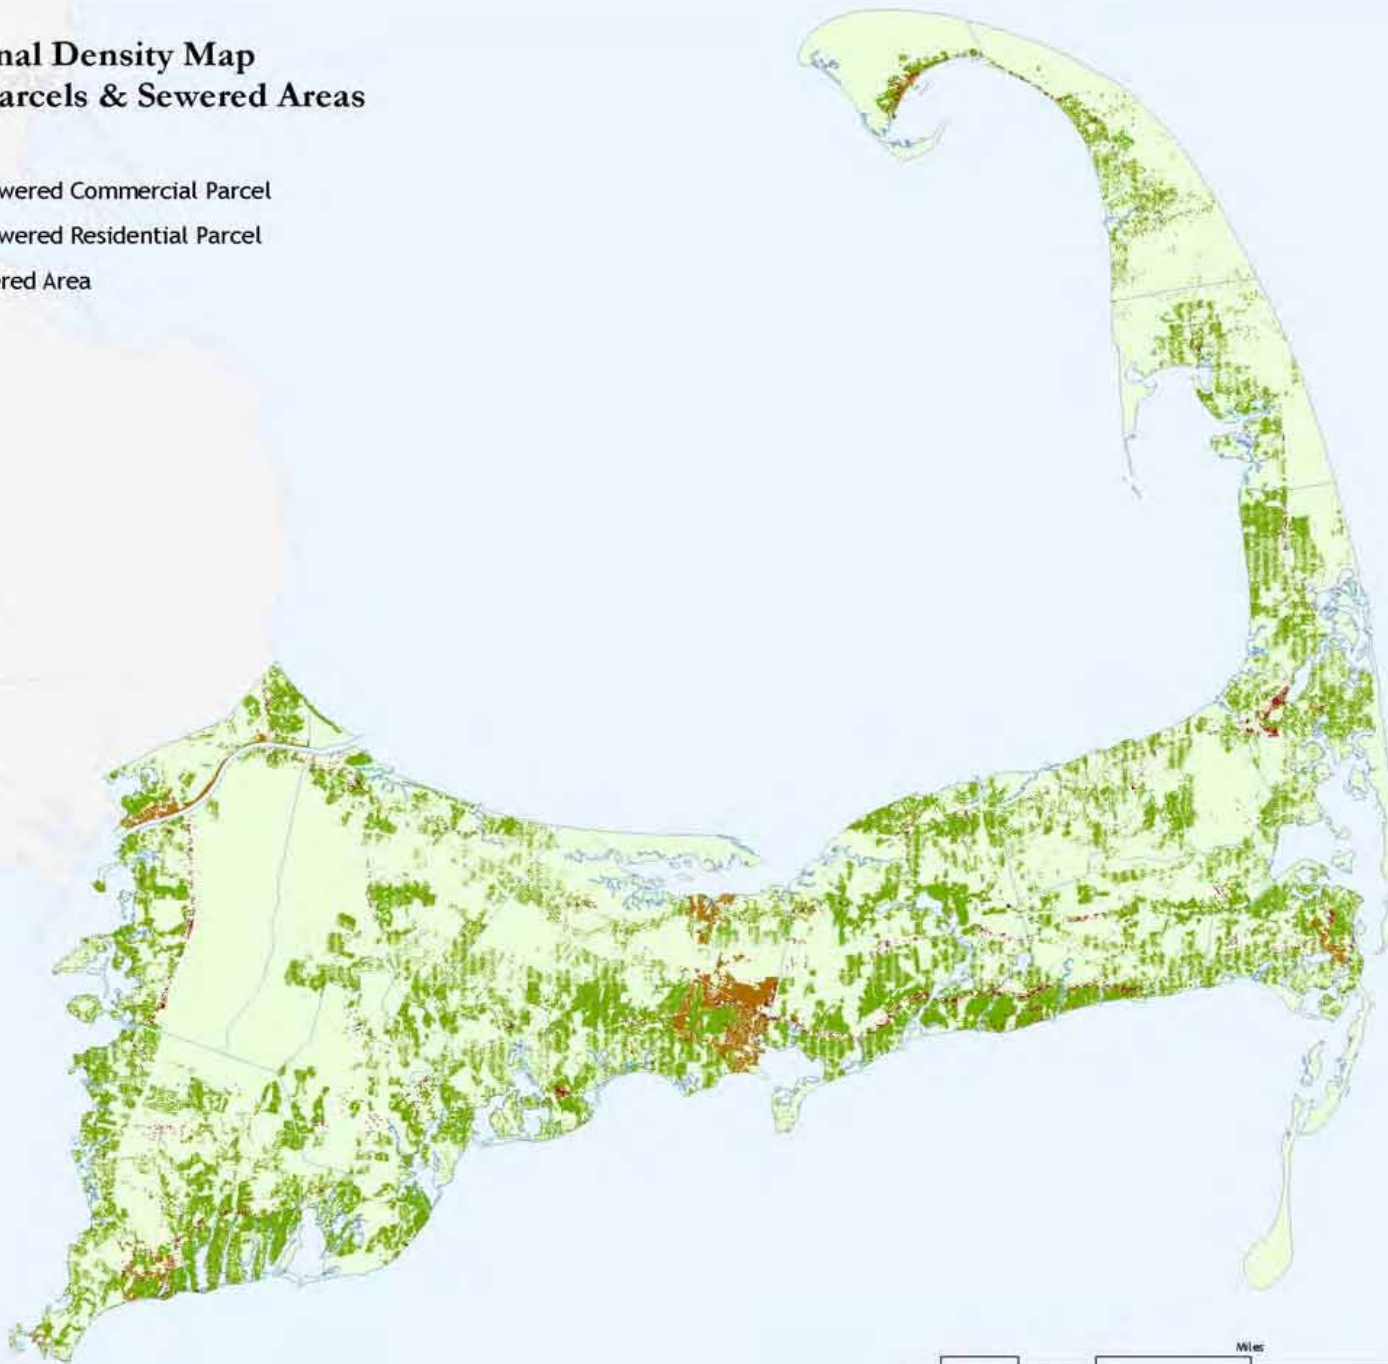 nal Density Map
arcels & Sewered Areas
wered Commercial Parcel
wered Residential Parcel
red Area
Miles